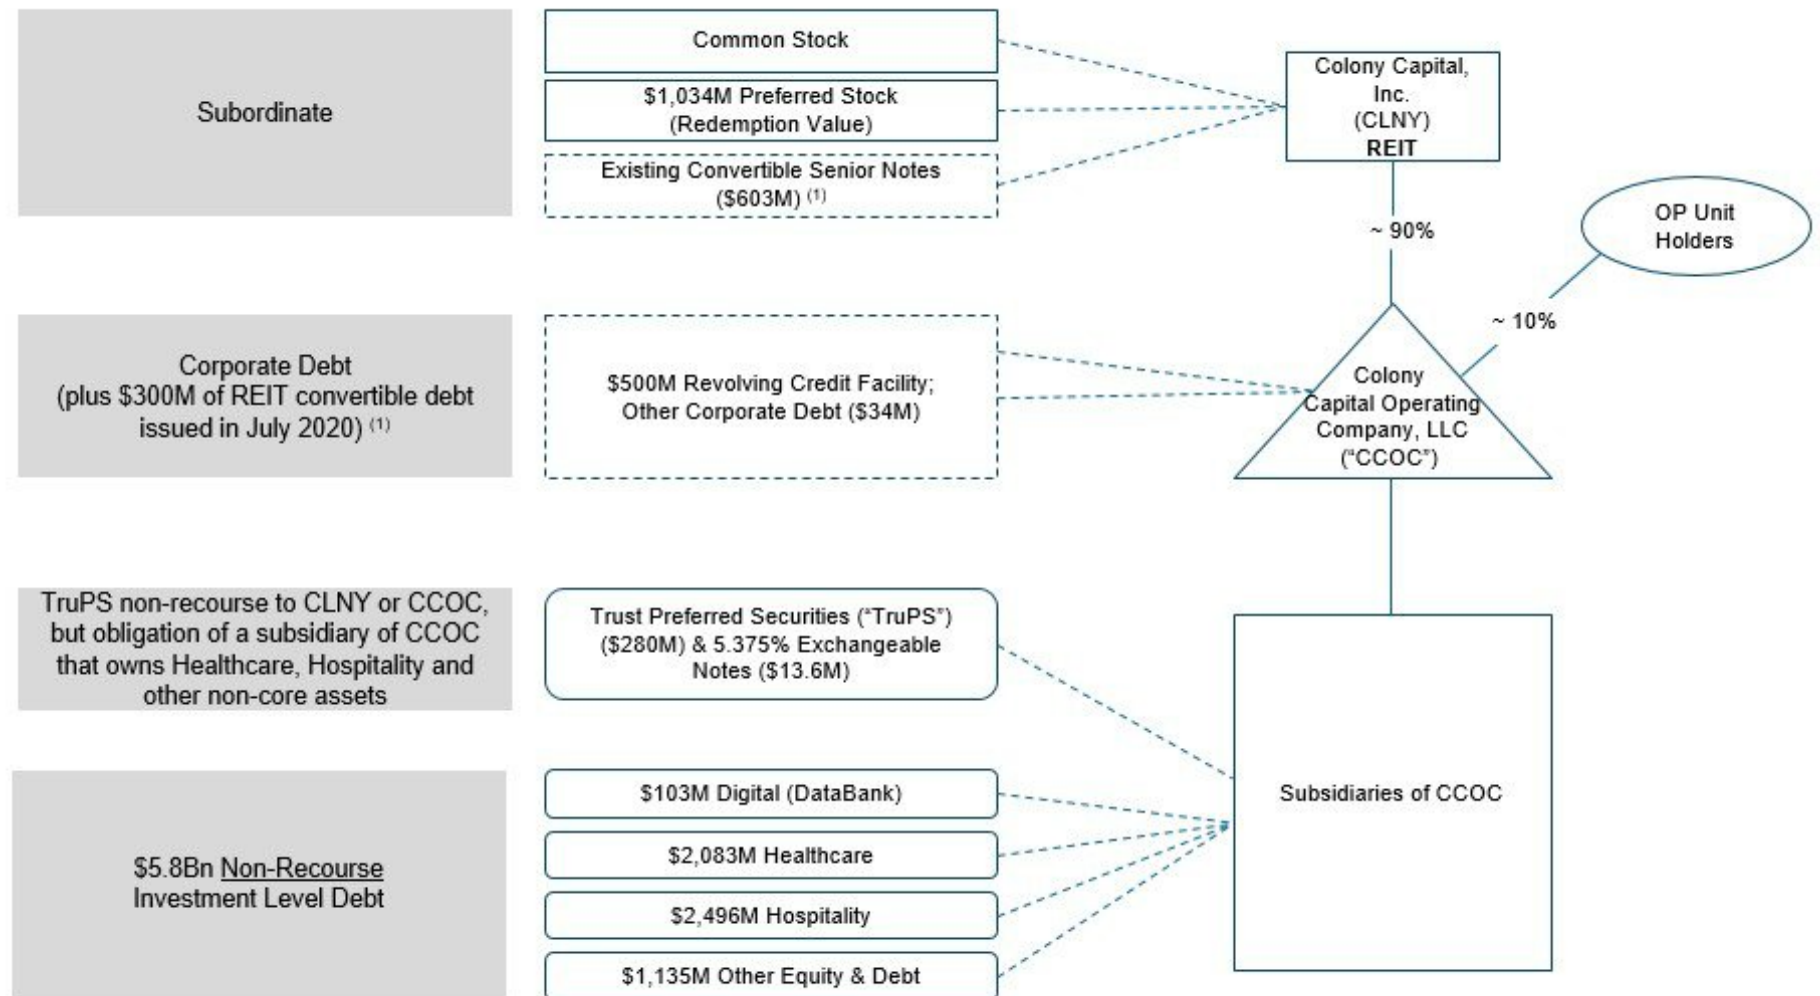 Subordinate
Common Stock
$1,034M Preferred Stock
(Redemption Value)
Existing Convertible Senior Notes
($603M) (1)
Colony Capital,
Inc.
(CLNY)
REIT
~ 90%
OP Unit
Holders
~ 10%
Corporate Debt
(plus $300M of REIT convertible debt
issued in July 2020) (1)
$500M Revolving Credit Facility;
Other Corporate Debt ($34M)
Colony
Capital Operating
Company, LLC
(“CCOC”)
TruPS non-recourse to CLNY or CCOC,
but obligation of a subsidiary of CCOC
that owns Healthcare, Hospitality and
other non-core assets
Trust Preferred Securities (“TruPS”)
($280M) & 5.375% Exchangeable
Notes ($13.6M)
$5.8Bn Non-Recourse
Investment Level Debt
$103M Digital (DataBank)
$2,083M Healthcare
$2,496M Hospitality
$1,135M Other Equity & Debt
Subsidiaries of CCOC